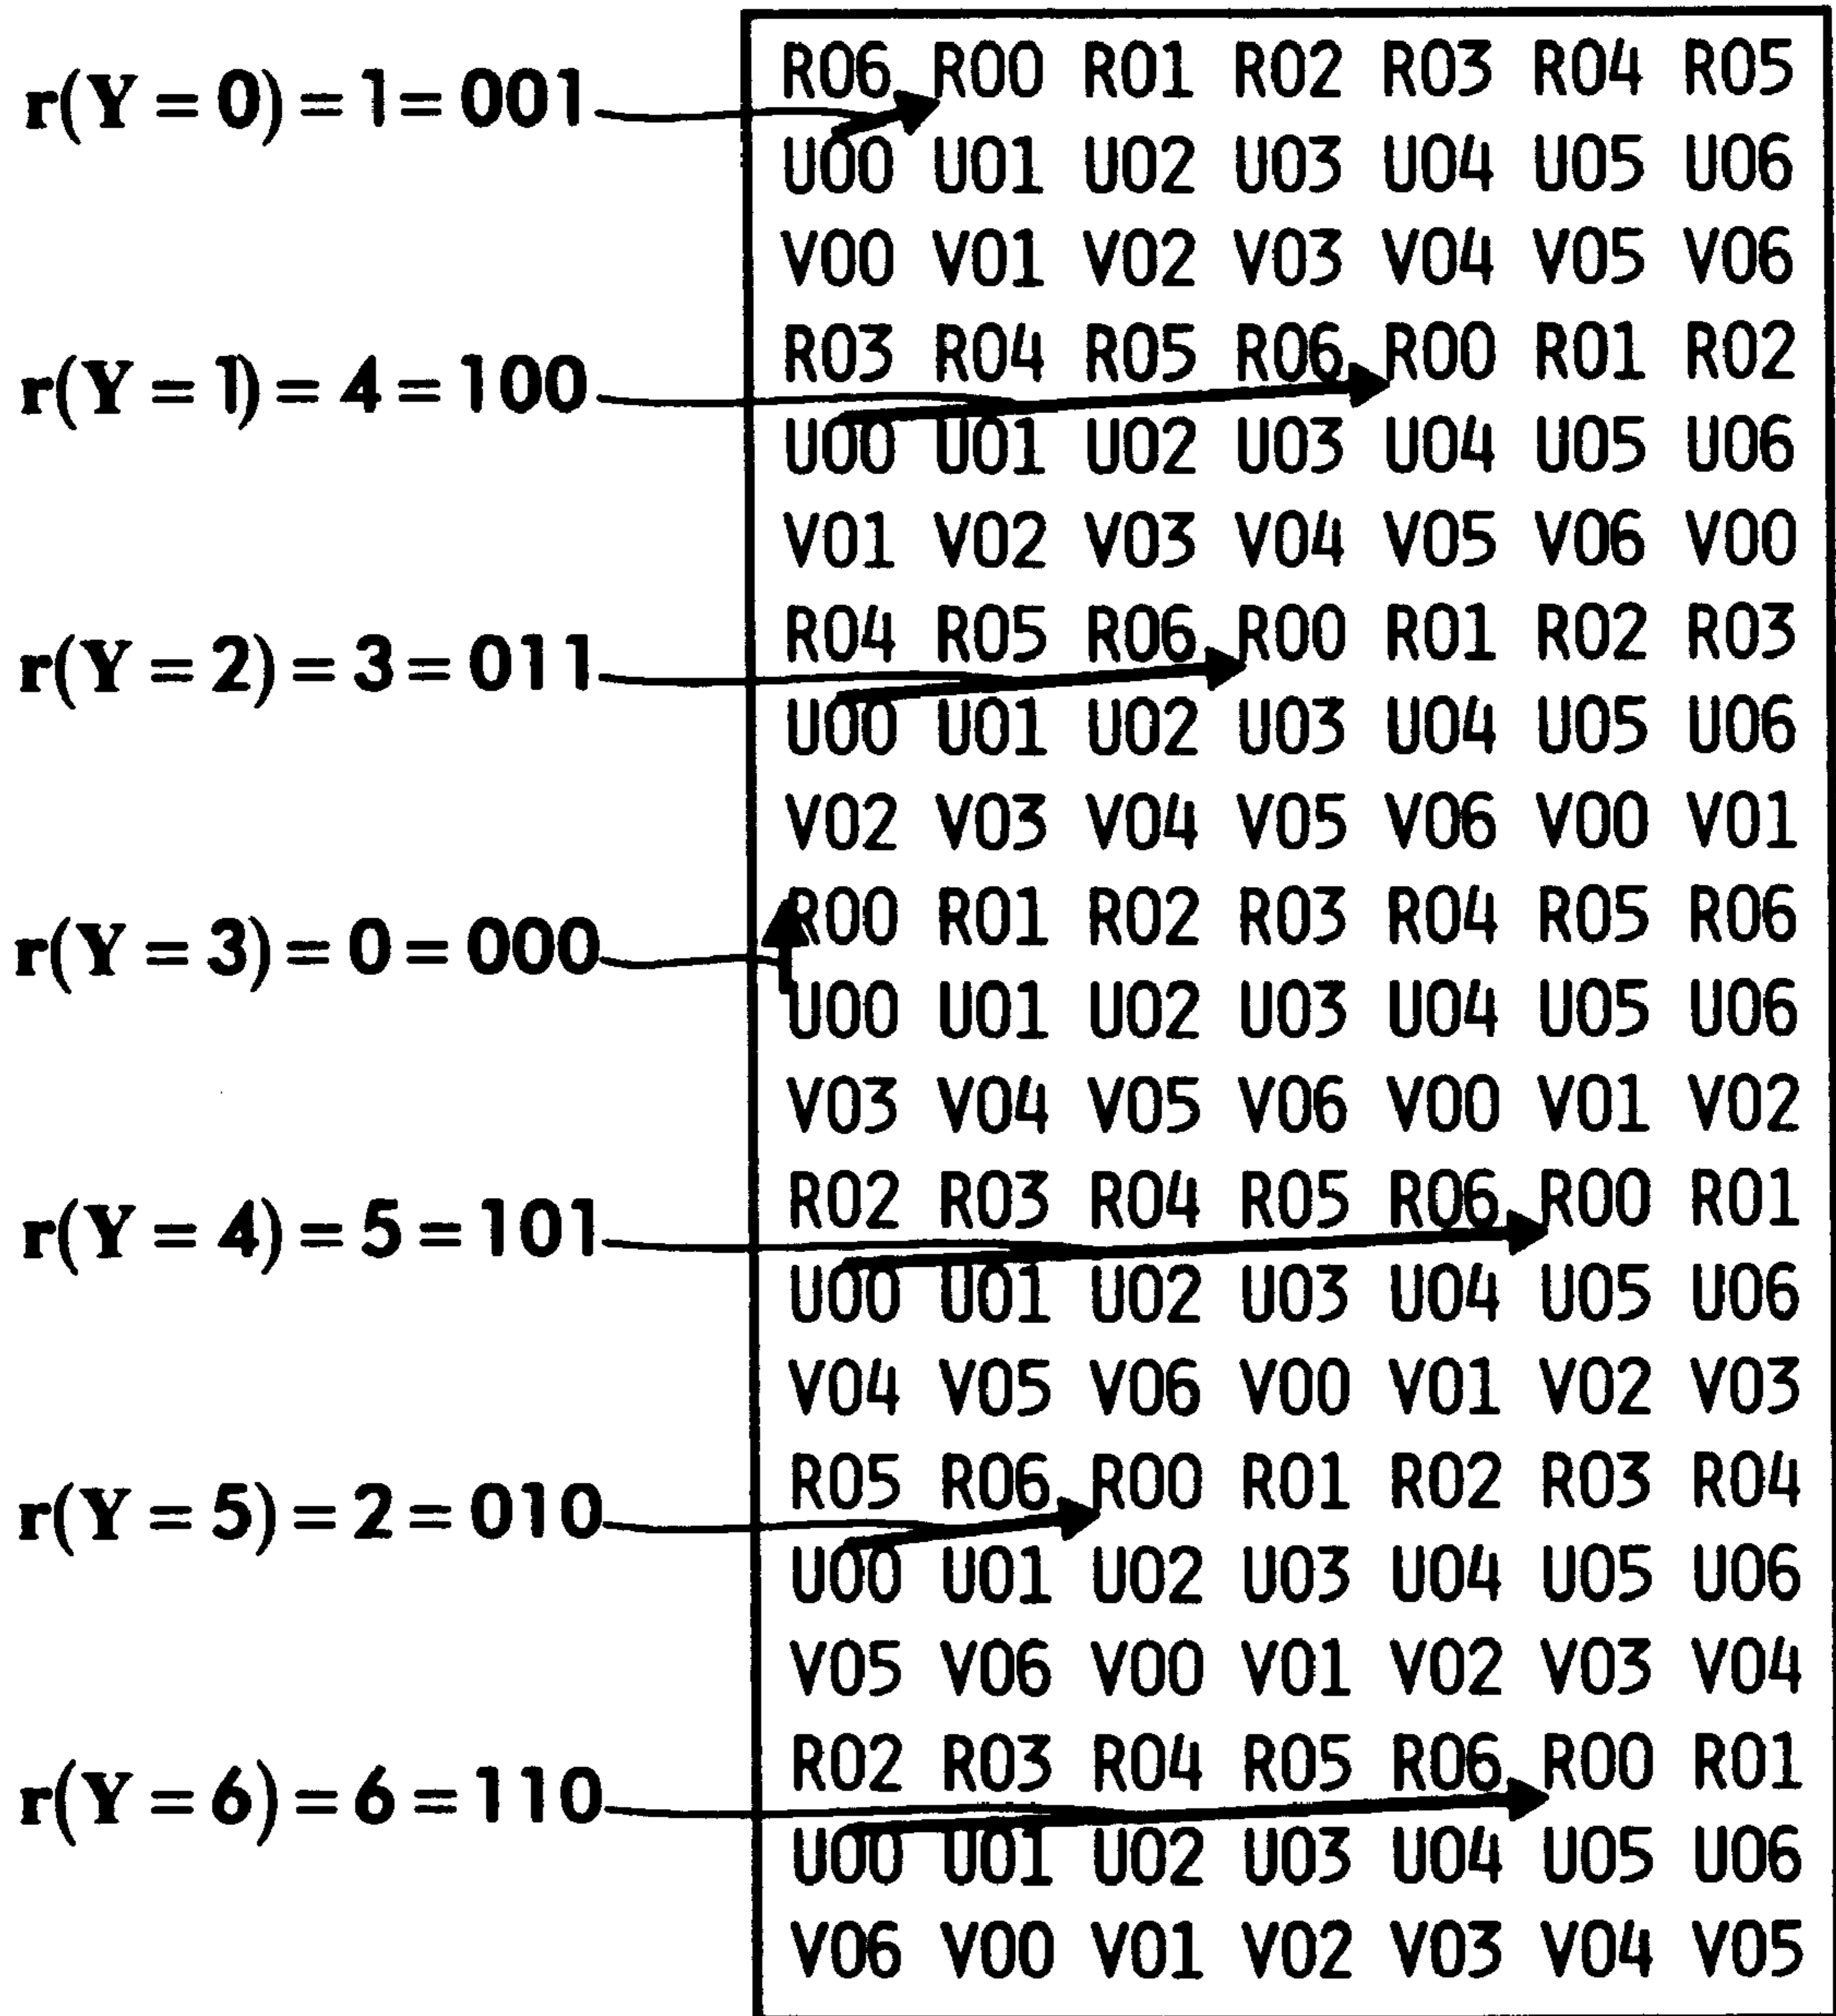 R06 R00 R01 R02 R03 R04 R05
r(Y = 0) = 1 = 001
U00 U01 U02 U03 U04 U05 U06
V00 V01 V02 V03 V04 V05 V06
R03 R04 R05 R06 R00 R01 R02
r(Y = 1) = 4 = 100
U00 U01 U02 U03 U04 U05 U06
V01 V02 V03 V04 V05 V06 V00
R04 R05 R06 R00 R01 R02 R03
r(Y = 2) = 3 = 011
U00 U01 U02 U03 U04 U05 U06
V02 V03 V04 V05 V06 V00 V01
R00 R01 R02 R03 R04 R05 R06
r(Y = 3) = 0 = 000
U00 U01 U02 U03 U04 U05 U06
V03 V04 V05 V06 V00 V01 V02
R02 R03 R04 R05 R06 R00 R01
r(Y = 4) = 5 = 101
U00 U01 U02 U03 U04 U05 U06
V04 V05 V06 V00 V01 V02 V03
R05 R06 R00 R01 R02 R03 R04
r(Y = 5) = 2 = 010
U00 U01 U02 U03 U04 U05 U06
V05 V06 V00 V01 V02 V03 V04
R02 R03 R04 R05 R06 R00 R01
r(Y = 6) = 6 = 110
U00 U01 U02 U03 U04 U05 U06
V06 V00 V01 V02 V03 V04 V05